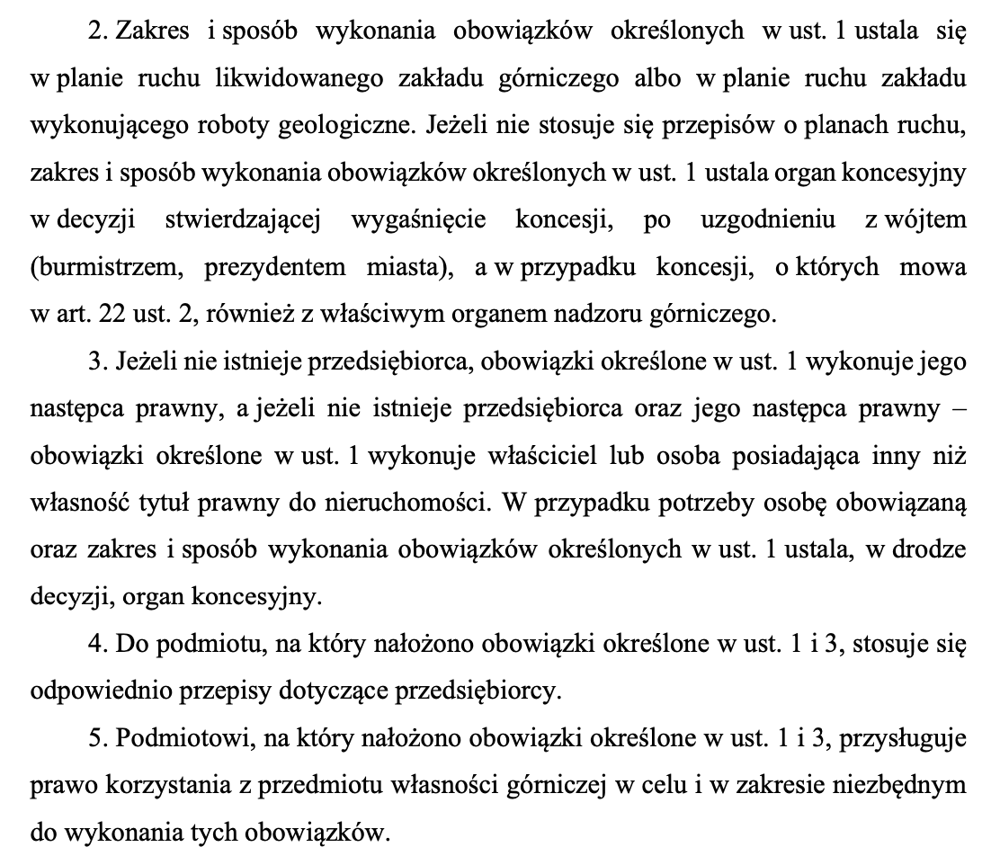 2. Zakres i sposób wykonania obowiązków określonych w ust. 1 ustala się
w planie ruchu likwidowanego zakładu górniczego albo w planie ruchu zakładu
wykonującego roboty geologiczne. Jeżeli nie stosuje się przepisów o planach ruchu,
zakres i sposób wykonania obowiązków określonych w ust. 1 ustala organ koncesyjny
w decyzji stwierdzającej wygaśnięcie koncesji, po uzgodnieniu z wójtem
(burmistrzem, prezydentem miasta), a w przypadku koncesji, o których mowa
w art. 22 ust. 2, również z właściwym organem nadzoru górniczego.
3. Jeżeli nie istnieje przedsiębiorca, obowiązki określone w ust. 1 wykonuje jego
następca prawny, a jeżeli nie istnieje przedsiębiorca oraz jego następca prawny –
obowiązki określone w ust. 1 wykonuje właściciel lub osoba posiadająca inny niż
własność tytuł prawny do nieruchomości. W przypadku potrzeby osobę obowiązaną
oraz zakres i sposób wykonania obowiązków określonych w ust. 1 ustala, w drodze
decyzji, organ koncesyjny.
4. Do podmiotu, na który nałożono obowiązki określone w ust. 1 i 3, stosuje się
odpowiednio przepisy dotyczące przedsiębiorcy.
5. Podmiotowi, na który nałożono obowiązki określone w ust. 1 i 3, przysługuje
prawo korzystania z przedmiotu własności górniczej w celu i w zakresie niezbędnym
do wykonania tych obowiązków.